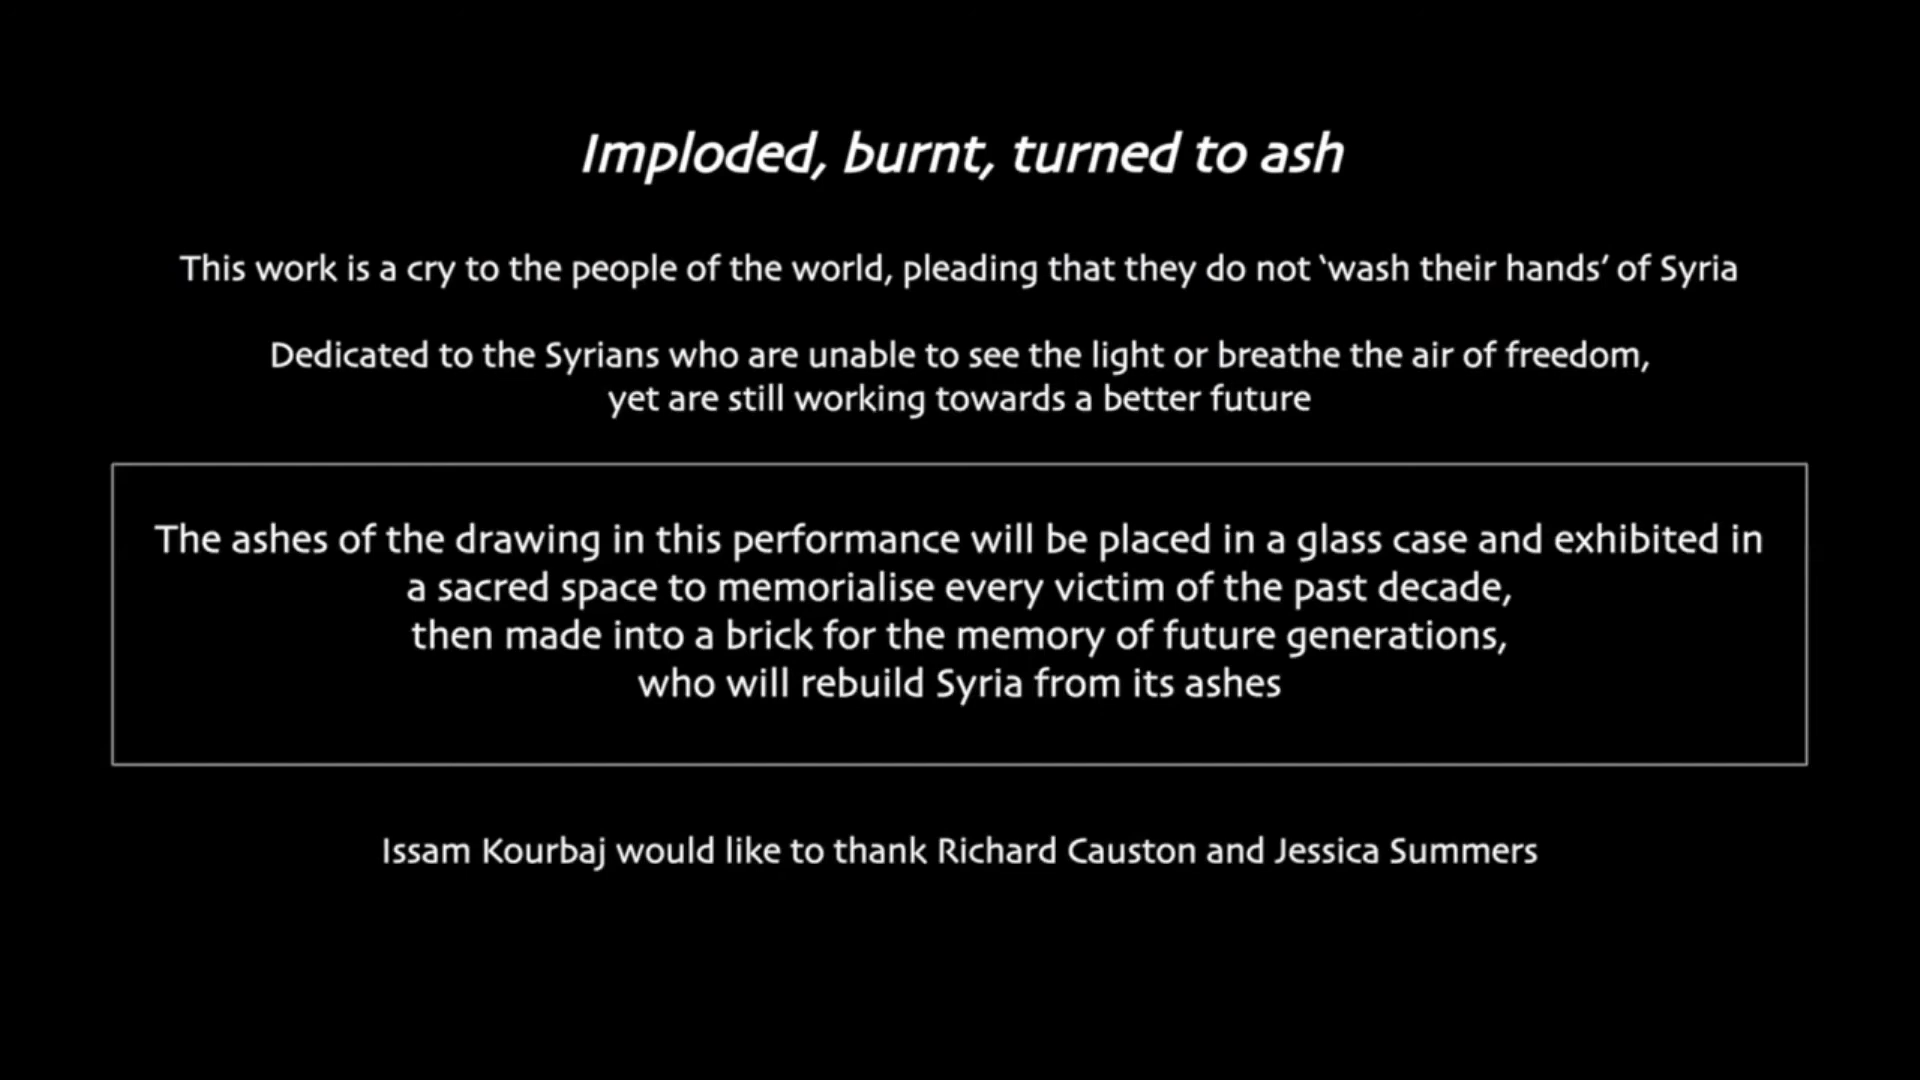 Imploded, burnt, turned to ash
This work is a cry to the people of the world, pleading that they do not ‘wash their hands’ of Syria
Dedicated to the Syrians who are unable to see the light or breathe the air of freedom,
yet are still working towards a better future
The ashes of the drawing in this performance will be placed in a glass case and exhibited in
a sacred space to memorialise every victim of the past decade,
then made into a brick for the memory of future generations,
who will rebuild Syria from its ashes
Issam Kourbaj would like to thank Richard Causton and Jessica Summers